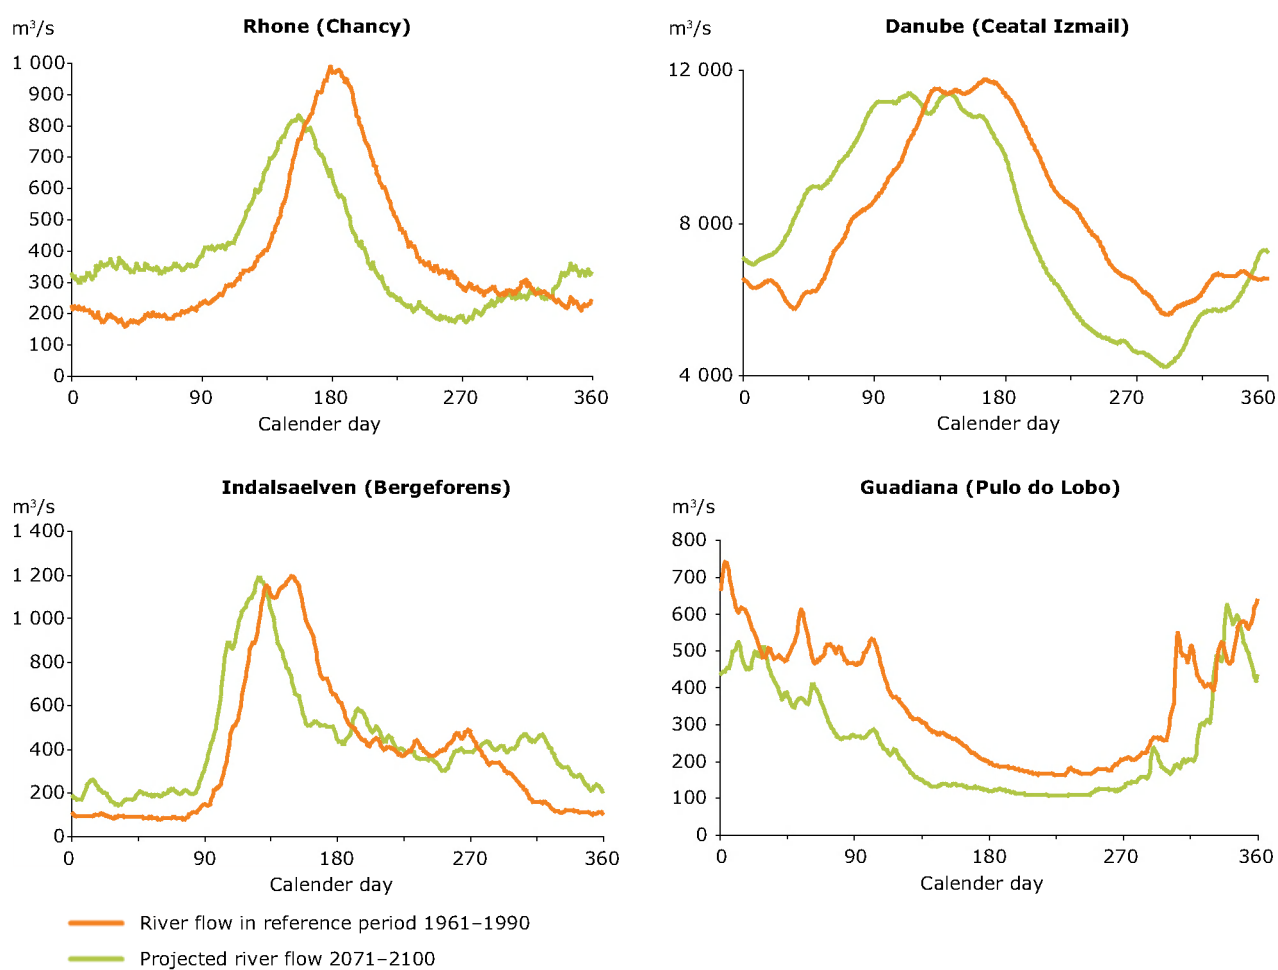 Rhone (Chancy)
m³/s
1 000
900
800
700
600
500
400
300
200
100
0
0 90 180 270 360
Calender day
Danube (Ceatal Izmail)
m³/s
12 000
8 000
4 000
0 90 180 270 360
Calender day
Indalsaelven (Bergeforens)
m³/s
1 400
1 200
1 000
800
600
400
200
0
0 90 180 270 360
Calender day
Guadiana (Pulo do Lobo)
m³/s
800
700
600
500
400
300
200
100
0
0 90 180 270 360
Calender day
River flow in reference period 1961–1990
Projected river flow 2071–2100